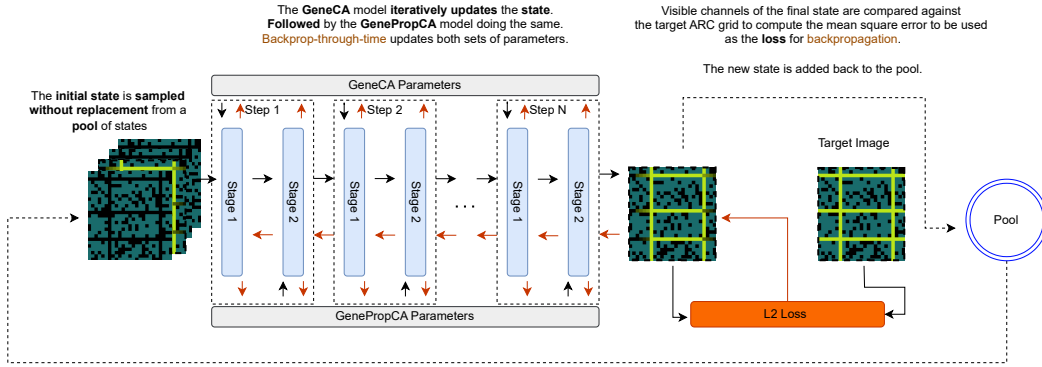 The GeneCA model iteratively updates the state.
Followed by the GenePropCA model doing the same.
Backprop-through-time updates both sets of parameters.
Visible channels of the final state are compared against
the target ARC grid to compute the mean square error to be used
as the loss for backpropagation.
The new state is added back to the pool.
The initial state is sampled
without replacement from a
pool of states
GeneCA Parameters
Step 1
Step 2
Step N
Stage 1
Stage 2
Stage 1
Stage 2
...
Stage 1
Stage 2
Target Image
Pool
GenePropCA Parameters
L2 Loss